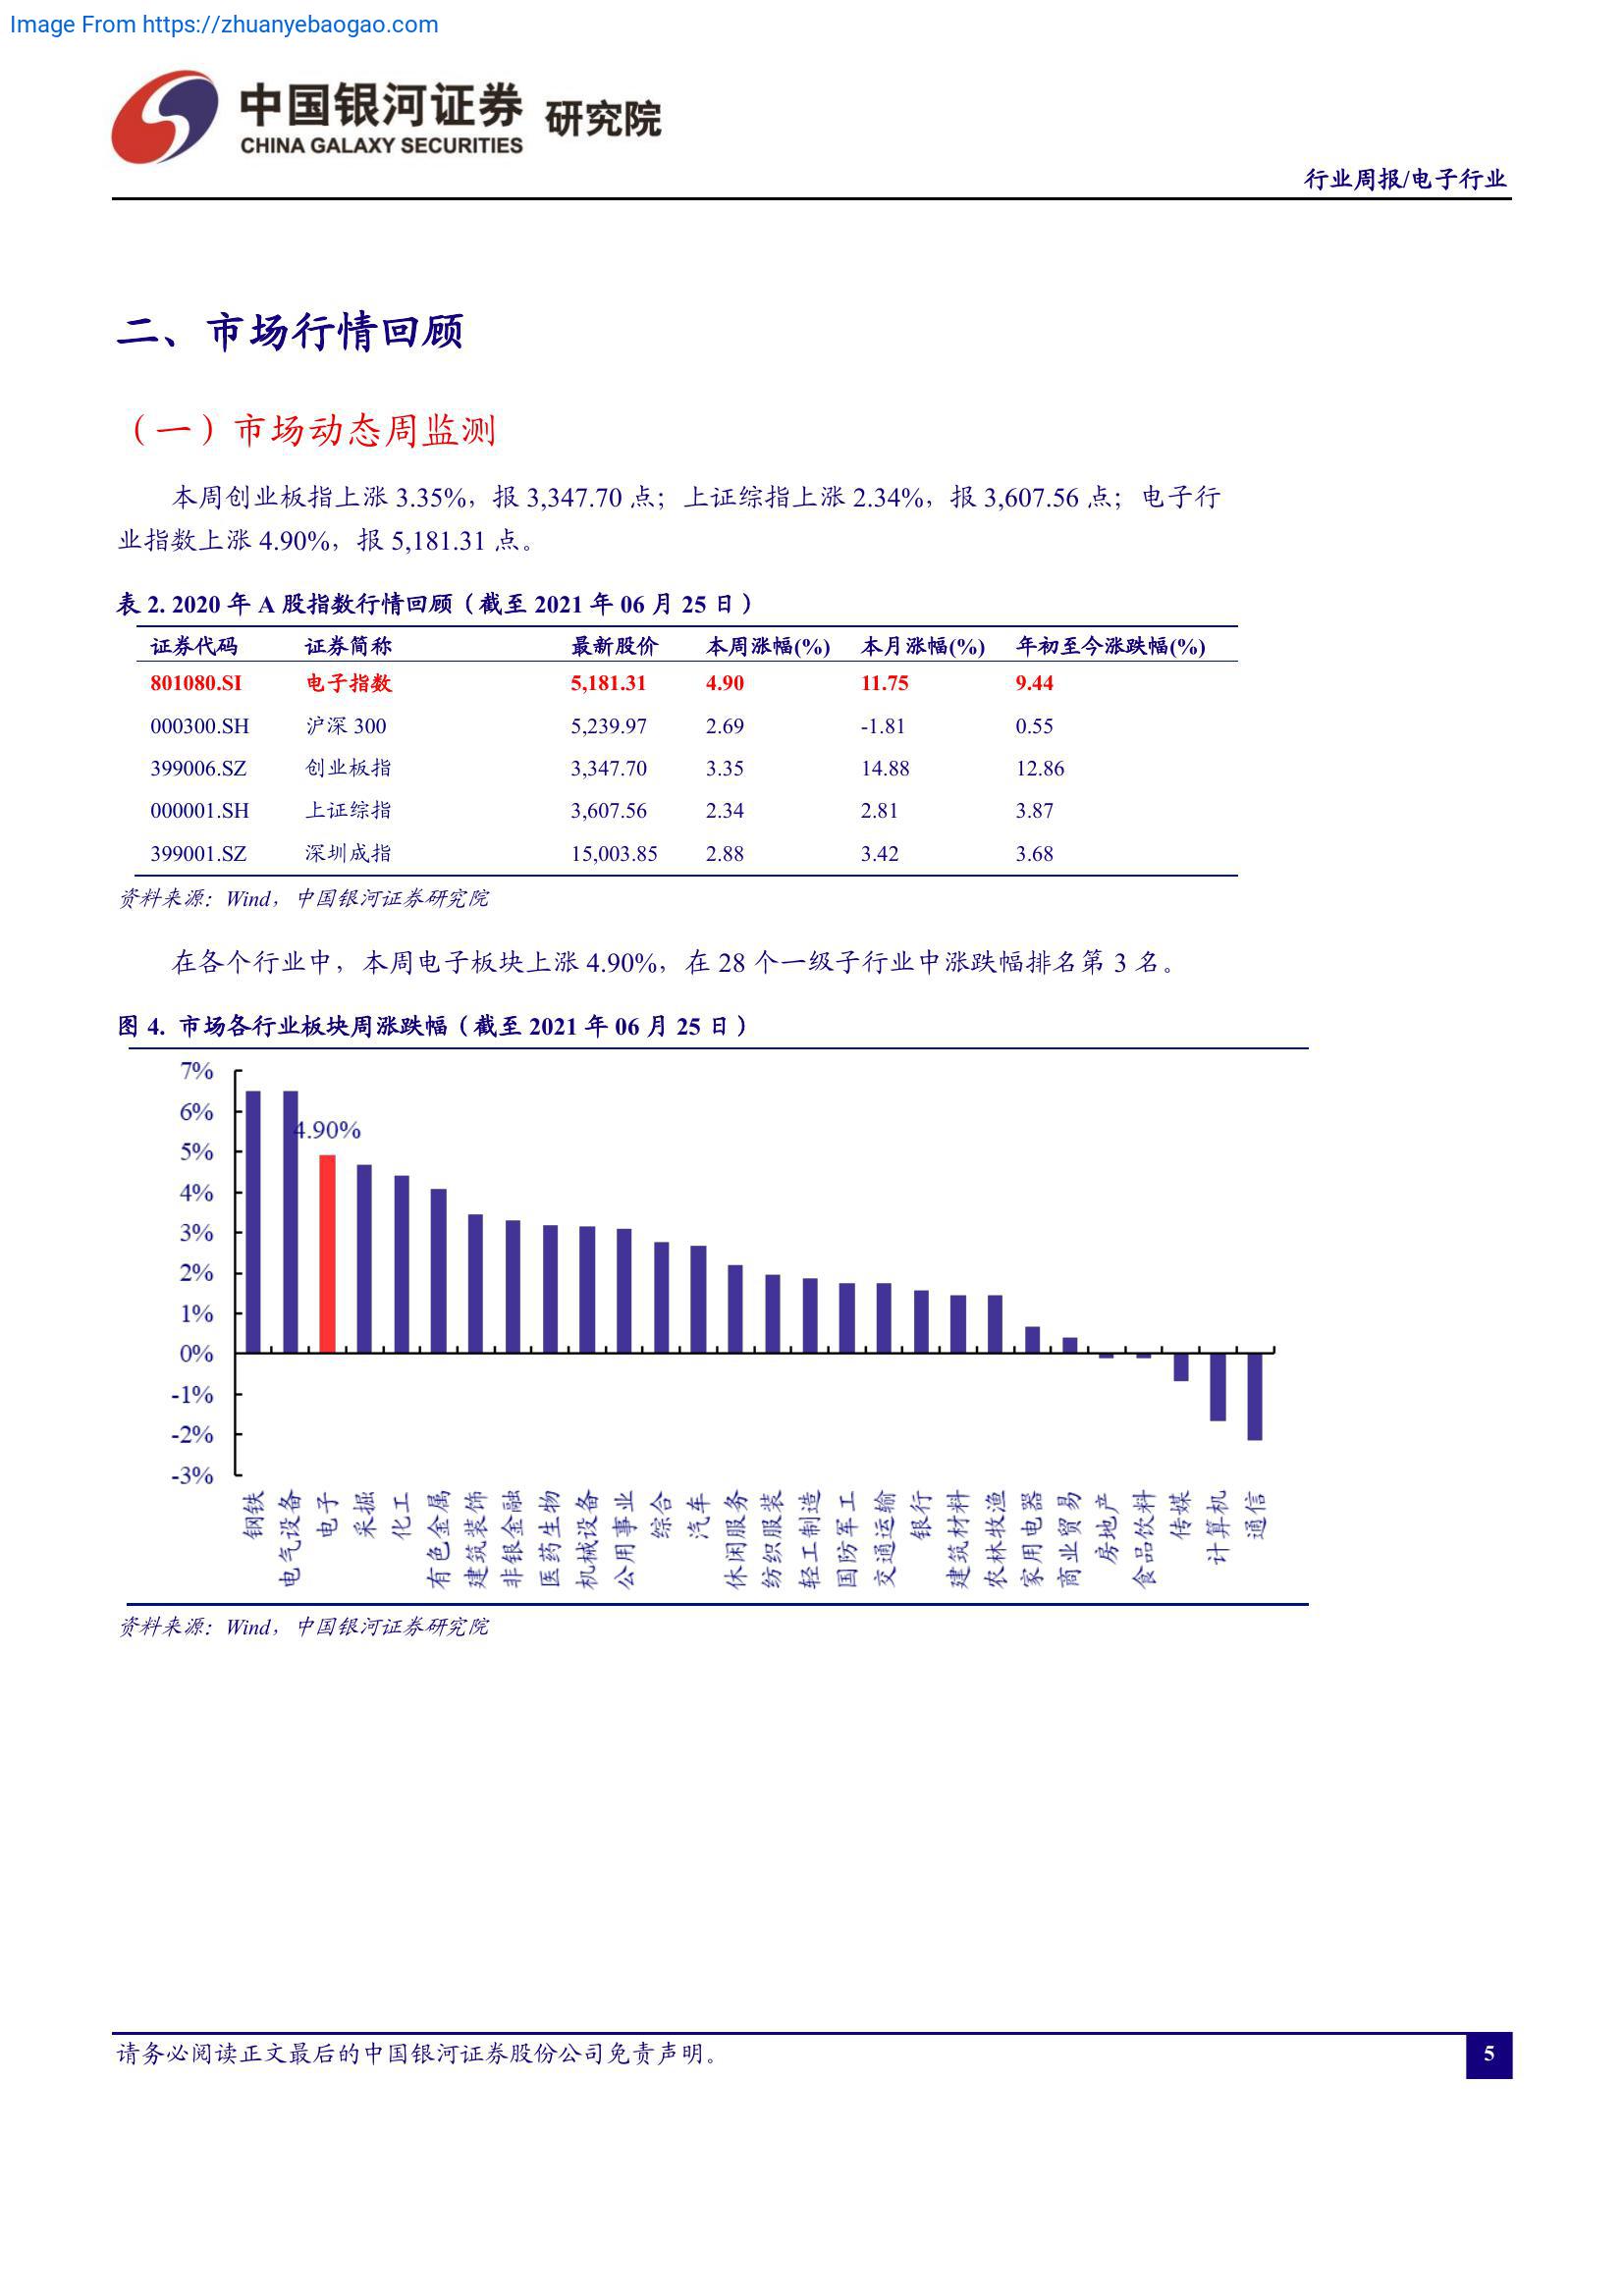 Image From https://zhuanyebaogao.com
中国银河证券 研究院
CHINA GALAXY SECURITIES
行业周报/电子行业
二、市场行情回顾
（一）市场动态周监测
本周创业板指上涨 3.35%，报 3,347.70 点；上证综指上涨 2.34%，报 3,607.56 点；电子行
业指数上涨 4.90%，报 5,181.31 点。
表 2. 2020 年 A 股指数行情回顾（截至 2021 年 06 月 25 日）
证券代码 证券简称 最新股价 本周涨幅(%) 本月涨幅(%) 年初至今涨跌幅(%)
801080.SI 电子指数 5,181.31 4.90 11.75 9.44
000300.SH 沪深 300 5,239.97 2.69 -1.81 0.55
399006.SZ 创业板指 3,347.70 3.35 14.88 12.86
000001.SH 上证综指 3,607.56 2.34 2.81 3.87
399001.SZ 深圳成指 15,003.85 2.88 3.42 3.68
资料来源：Wind，中国银河证券研究院
在各个行业中，本周电子板块上涨 4.90%，在 28 个一级子行业中涨跌幅排名第 3 名。
图 4. 市场各行业板块周涨跌幅（截至 2021 年 06 月 25 日）
7%
6%
4.90%
5%
4%
3%
2%
1%
0%
-1%
-2%
-3%
钢铁
电气设备
电子
采掘
化工
有色金属
建筑装饰
非银金融
医药生物
机械设备
公用事业
综合
汽车
休闲服务
纺织服装
轻工制造
国防军工
交通运输
银行
建筑材料
农林牧渔
家用电器
商业贸易
房地产
食品饮料
传媒
计算机
通信
资料来源：Wind，中国银河证券研究院
请务必阅读正文最后的中国银河证券股份公司免责声明。
5